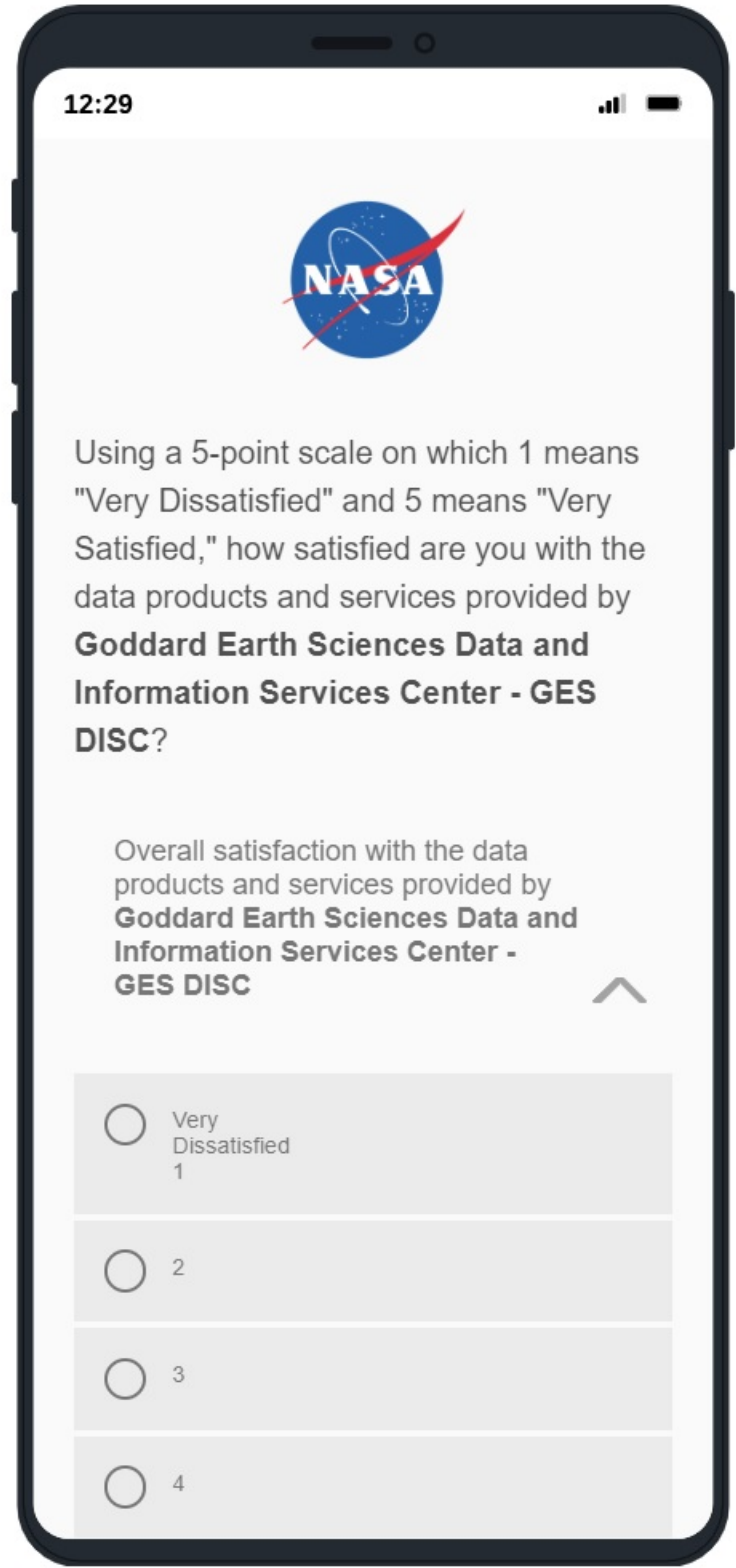 12:29
NASA
Using a 5-point scale on which 1 means
"Very Dissatisfied" and 5 means "Very
Satisfied," how satisfied are you with the
data products and services provided by
Goddard Earth Sciences Data and
Information Services Center - GES
DISC?
Overall satisfaction with the data
products and services provided by
Goddard Earth Sciences Data and
Information Services Center -
GES DISC
Very
Dissatisfied
1
2
3
4